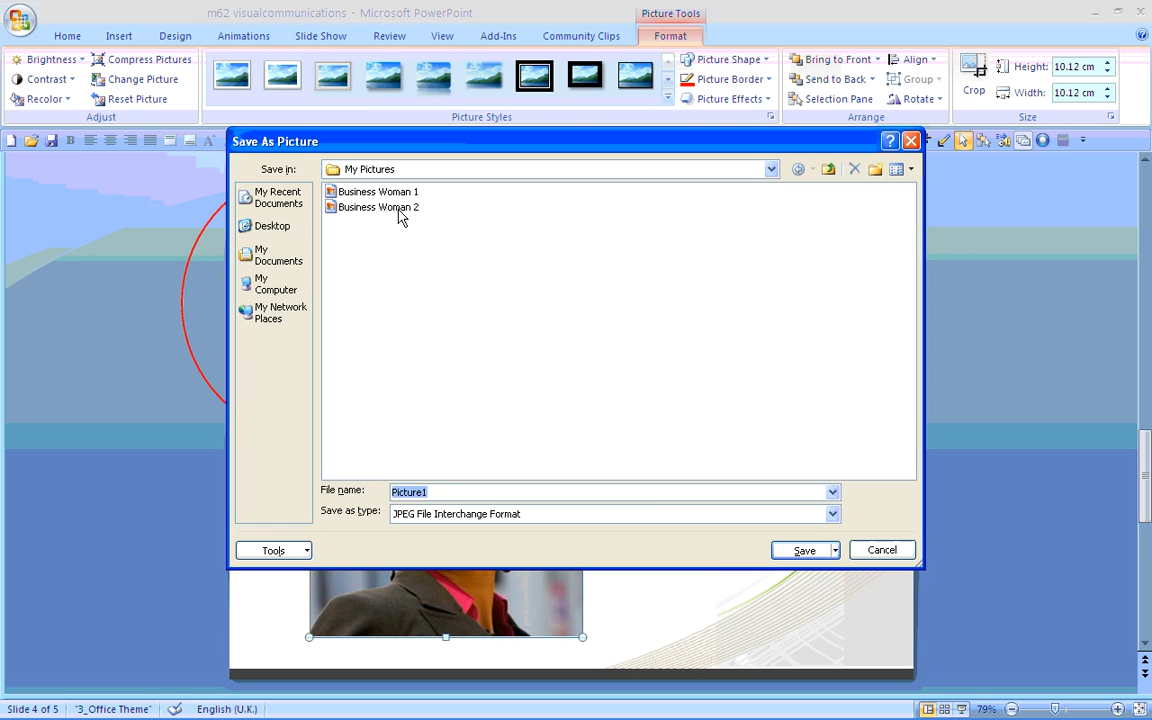 m62 visualcommunications - Microsoft PowerPoint
Picture Tools
Home
Insert
Design
Animations
Slide Show
Review
View
Add-Ins
Community Clips
Format
Brightness
Compress Pictures
Contrast
Change Picture
Recolor
Reset Picture
Adjust
Picture Styles
Picture Shape
Picture Border
Picture Effects
Bring to Front
Send to Back
Selection Pane
Align
Group
Rotate
Arrange
Crop
Height: 10.12 cm
Width: 10.12 cm
Size
Save As Picture
Save in:
My Pictures
My Recent
Documents
Desktop
My
Documents
My
Computer
My Network
Places
Business Woman 1
Business Woman 2
File name:
Picture1
Save as type:
JPEG File Interchange Format
Tools
Save
Cancel
Slide 4 of 5
"3_Office Theme"
English (U.K.)
79%